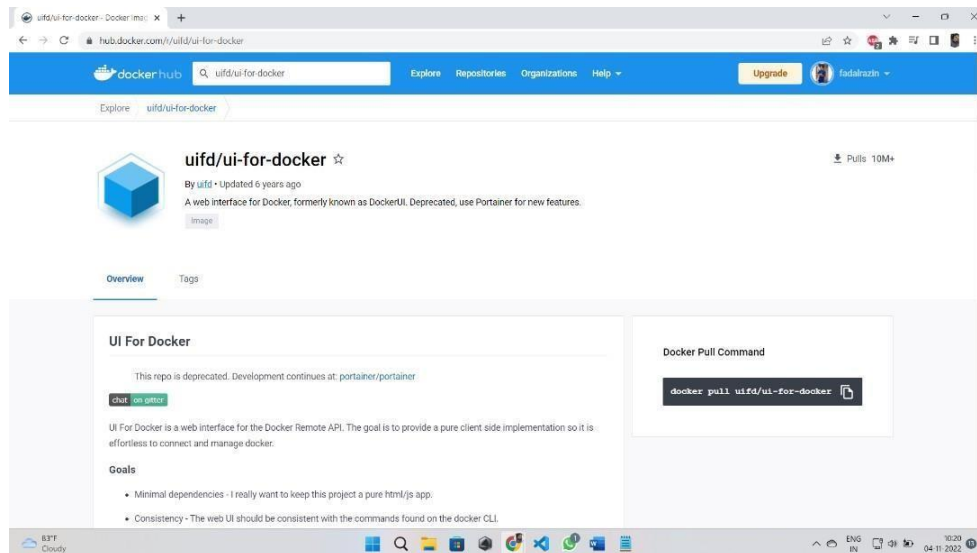 uifd/ui-for-docker - Docker Imag
hub.docker.com/r/uifd/ui-for-docker
dockerhub
uifd/ui-for-docker
Explore Repositories Organizations Help
Upgrade
fadalrazin
Explore uifd/ui-for-docker
uifd/ui-for-docker
Pulls 10M+
By uifd • Updated 6 years ago
A web interface for Docker, formerly known as DockerUI. Deprecated, use Portainer for new features.
Image
Overview Tags
UI For Docker
This repo is deprecated. Development continues at: portainer/portainer
chat on gitter
UI For Docker is a web interface for the Docker Remote API. The goal is to provide a pure client side implementation so it is
effortless to connect and manage docker.
Goals
• Minimal dependencies - I really want to keep this project a pure html/js app.
• Consistency - The web UI should be consistent with the commands found on the docker CLI.
Docker Pull Command
docker pull uifd/ui-for-docker
83°F
Cloudy
ENG
IN
10:20
04-11-2022